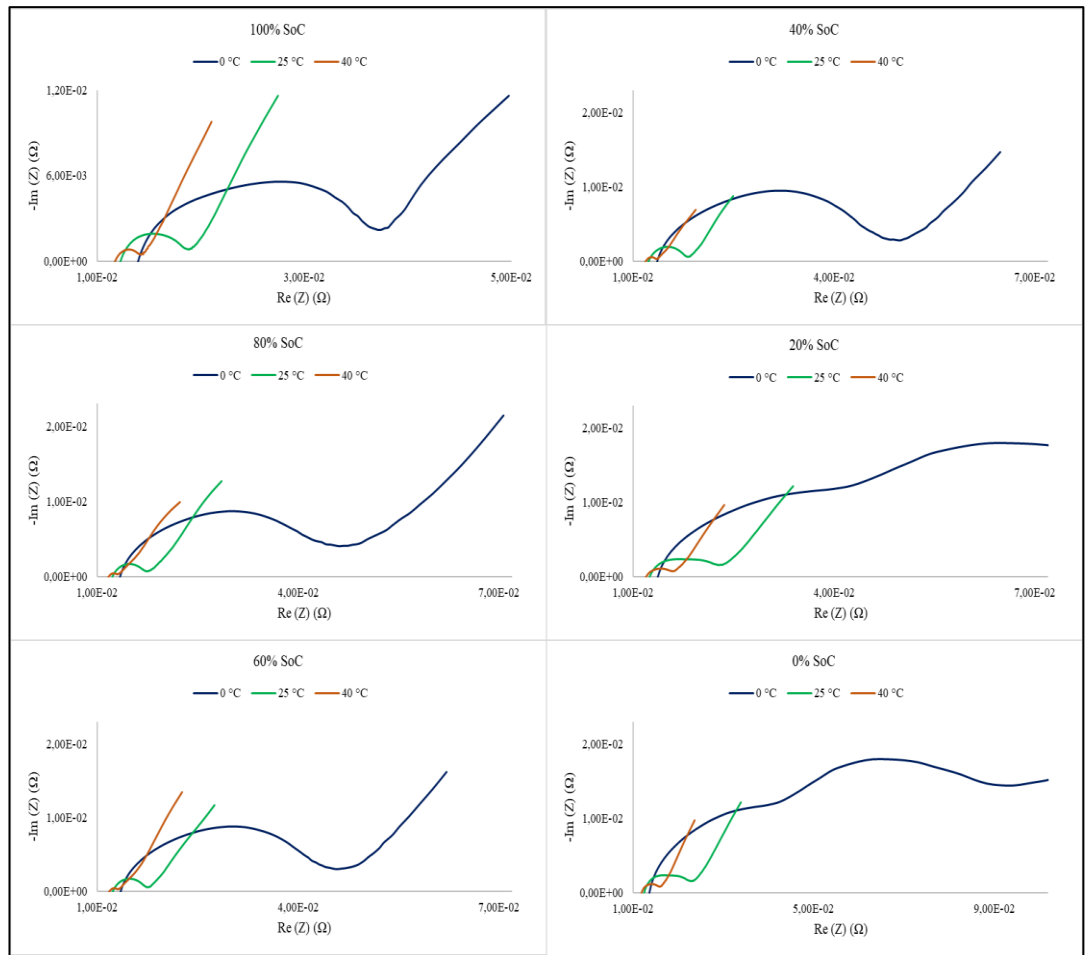 100% SoC
0 °C 25 °C 40 °C
1,20E-02
6,00E-03
0,00E+00
-Im (Z) (Ω)
1,00E-02 3,00E-02 5,00E-02
Re (Z) (Ω)
40% SoC
0 °C 25 °C 40 °C
2,00E-02
1,00E-02
0,00E+00
-Im (Z) (Ω)
1,00E-02 4,00E-02 7,00E-02
Re (Z) (Ω)
80% SoC
0 °C 25 °C 40 °C
2,00E-02
1,00E-02
0,00E+00
-Im (Z) (Ω)
1,00E-02 4,00E-02 7,00E-02
Re (Z) (Ω)
20% SoC
0 °C 25 °C 40 °C
2,00E-02
1,00E-02
0,00E+00
-Im (Z) (Ω)
1,00E-02 4,00E-02 7,00E-02
Re (Z) (Ω)
60% SoC
0 °C 25 °C 40 °C
2,00E-02
1,00E-02
0,00E+00
-Im (Z) (Ω)
1,00E-02 4,00E-02 7,00E-02
Re (Z) (Ω)
0% SoC
0 °C 25 °C 40 °C
2,00E-02
1,00E-02
0,00E+00
-Im (Z) (Ω)
1,00E-02 5,00E-02 9,00E-02
Re (Z) (Ω)